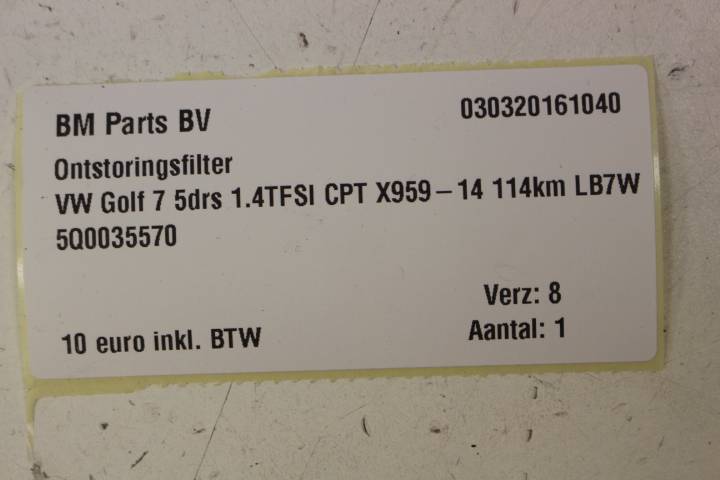 BM Parts BV 030320161040
Ontstoringsfilter
VW Golf 7 5drs 1.4TFSI CPT X959-14 114km LB7W
5Q0035570
Verz: 8
10 euro inkl. BTW Aantal: 1